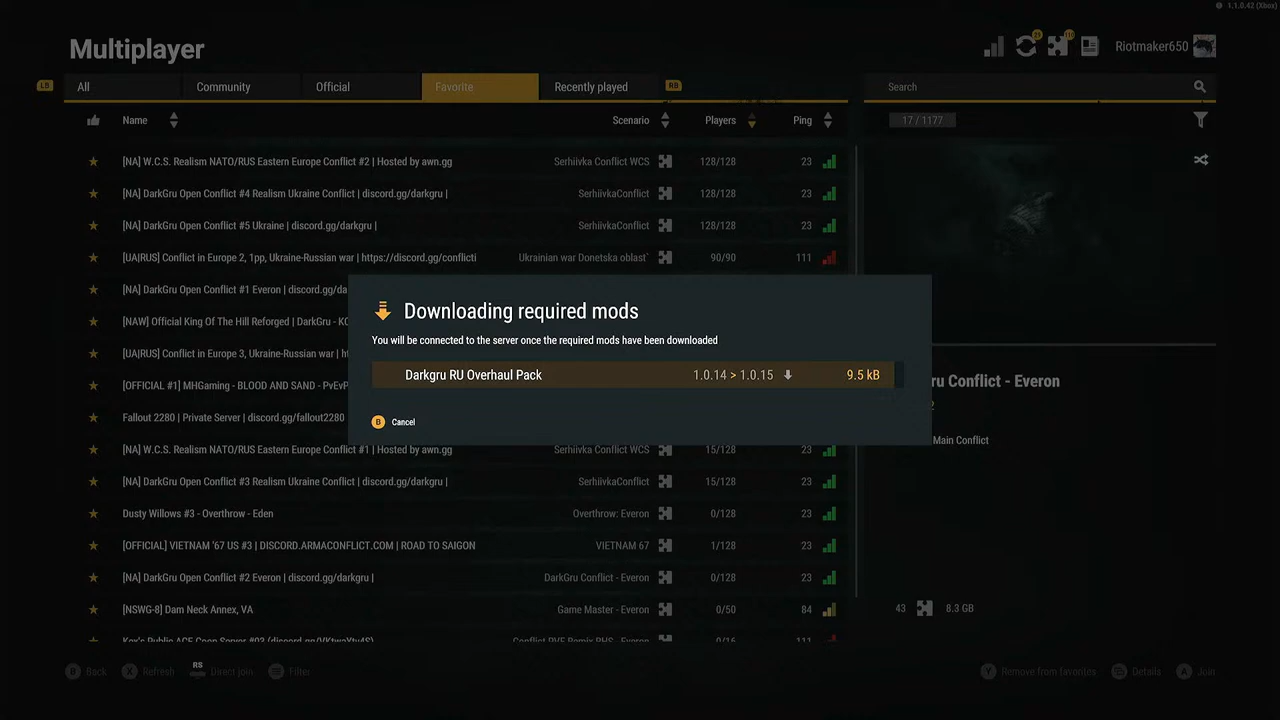 1.1.0.42 (Xbox)
Multiplayer
Riotmaker650
LB All Community Official Favorite Recently played RB Search
Name Scenario Players Ping 17 / 1177
[NA] W.C.S. Realism NATO/RUS Eastern Europe Conflict #2 | Hosted by awn.gg Serhiivka Conflict WCS 128/128 23
[NA] DarkGru Open Conflict #4 Realism Ukraine Conflict | discord.gg/darkgru | SerhiivkaConflict 128/128 23
[NA] DarkGru Open Conflict #5 Ukraine | discord.gg/darkgru | SerhiivkaConflict 128/128 23
[UA|RUS] Conflict in Europe 2, 1pp, Ukraine-Russian war | https://discord.gg/conflicti Ukrainian war Donetska oblast` 90/90 111
[NA] DarkGru Open Conflict #1 Everon | discord.gg/da
[NAW] Official King Of The Hill Reforged | DarkGru - KO
[UA|RUS] Conflict in Europe 3, Ukraine-Russian war | ht
[OFFICIAL #1] MHGaming - BLOOD AND SAND - PvEvP
Fallout 2280 | Private Server | discord.gg/fallout2280
Downloading required mods
You will be connected to the server once the required mods have been downloaded
Darkgru RU Overhaul Pack 1.0.14 > 1.0.15 9.5 kB
B Cancel
ru Conflict - Everon
2
Main Conflict
[NA] W.C.S. Realism NATO/RUS Eastern Europe Conflict #1 | Hosted by awn.gg Serhiivka Conflict WCS 15/128 23
[NA] DarkGru Open Conflict #3 Realism Ukraine Conflict | discord.gg/darkgru | SerhiivkaConflict 15/128 23
Dusty Willows #3 - Overthrow - Eden Overthrow: Everon 0/128 23
[OFFICIAL] VIETNAM '67 US #3 | DISCORD.ARMACONFLICT.COM | ROAD TO SAIGON VIETNAM 67 1/128 23
[NA] DarkGru Open Conflict #2 Everon | discord.gg/darkgru | DarkGru Conflict - Everon 0/128 23
[NSWG-8] Dam Neck Annex, VA Game Master - Everon 0/50 84
43 8.3 GB
B Back X Refresh RS Direct join Filter Y Remove from favorites Details A Join